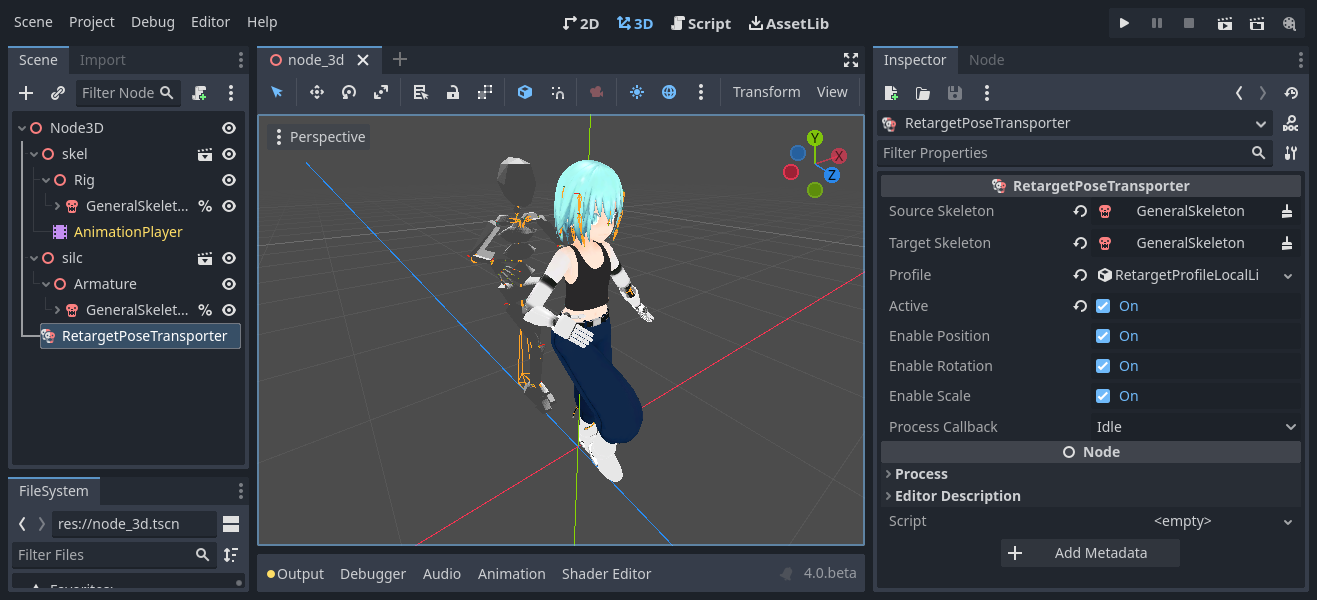 Scene Project Debug Editor Help
2D 3D Script AssetLib
Scene Import
Filter Node
Node3D
skel
Rig
GeneralSkelet...
AnimationPlayer
silc
Armature
GeneralSkelet...
RetargetPoseTransporter
FileSystem
res://node_3d.tscn
Filter Files
Favorites:
node_3d
Transform View
Perspective
Y
X
Z
Output Debugger Audio Animation Shader Editor 4.0.beta
Inspector Node
RetargetPoseTransporter
Filter Properties
RetargetPoseTransporter
Source Skeleton GeneralSkeleton
Target Skeleton GeneralSkeleton
Profile RetargetProfileLocalLi
Active On
Enable Position On
Enable Rotation On
Enable Scale On
Process Callback Idle
Node
Process
Editor Description
Script <empty>
Add Metadata